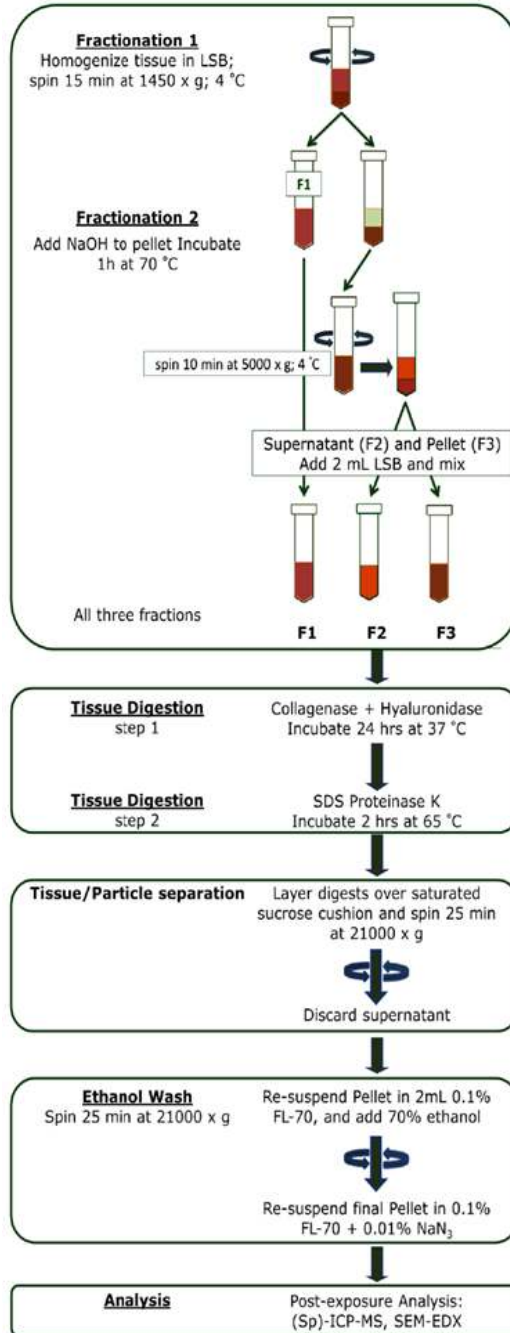 Fractionation 1
Homogenize tissue in LSB;
spin 15 min at 1450 x g; 4 °C
F1
Fractionation 2
Add NaOH to pellet Incubate
1h at 70 °C
spin 10 min at 5000 x g; 4 °C
Supernatant (F2) and Pellet (F3)
Add 2 mL LSB and mix
All three fractions
F1 F2 F3
Tissue Digestion
step 1
Collagenase + Hyaluronidase
Incubate 24 hrs at 37 °C
Tissue Digestion
step 2
SDS Proteinase K
Incubate 2 hrs at 65 °C
Tissue/Particle separation
Layer digests over saturated
sucrose cushion and spin 25 min
at 21000 x g
Discard supernatant
Ethanol Wash
Spin 25 min at 21000 x g
Re-suspend Pellet in 2mL 0.1%
FL-70, and add 70% ethanol
Re-suspend final Pellet in 0.1%
FL-70 + 0.01% NaN₃
Analysis
Post-exposure Analysis:
(Sp)-ICP-MS, SEM-EDX